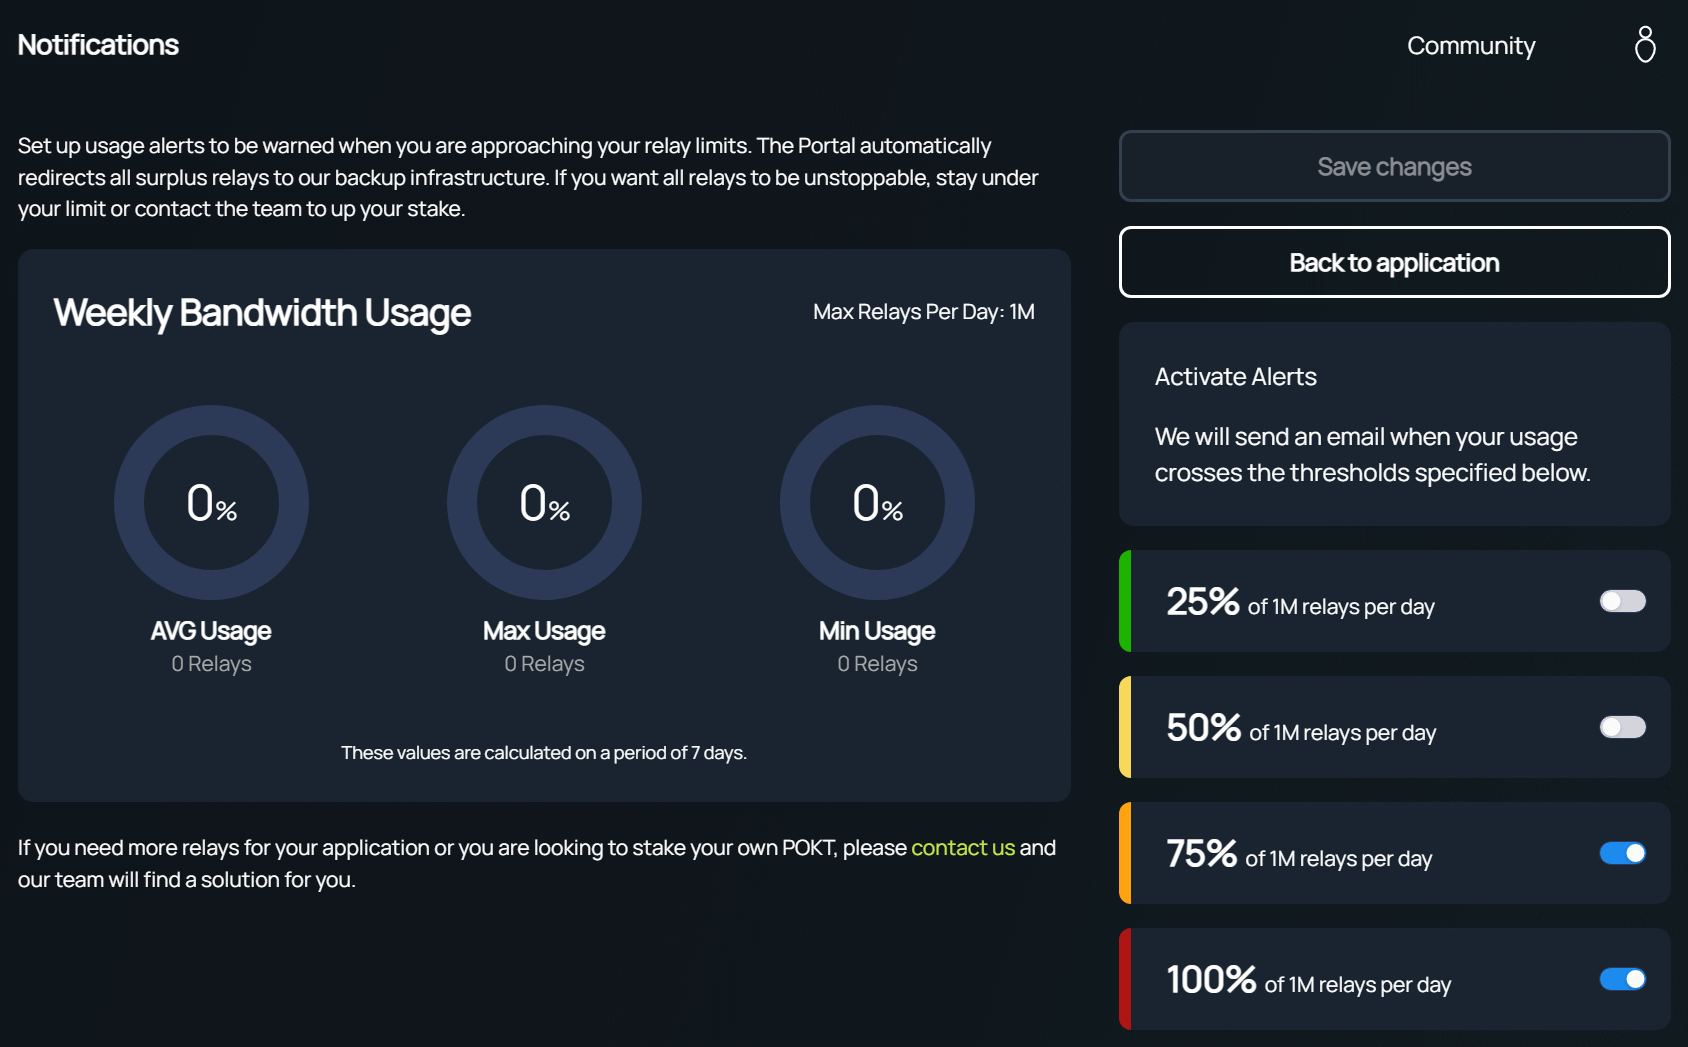 Notifications
Community
Set up usage alerts to be warned when you are approaching your relay limits. The Portal automatically
redirects all surplus relays to our backup infrastructure. If you want all relays to be unstoppable, stay under
your limit or contact the team to up your stake.
Weekly Bandwidth Usage
Max Relays Per Day: 1M
0%
0%
0%
AVG Usage
Max Usage
Min Usage
0 Relays
0 Relays
0 Relays
These values are calculated on a period of 7 days.
If you need more relays for your application or you are looking to stake your own POKT, please contact us and
our team will find a solution for you.
Save changes
Back to application
Activate Alerts
We will send an email when your usage
crosses the thresholds specified below.
25% of 1M relays per day
50% of 1M relays per day
75% of 1M relays per day
100% of 1M relays per day